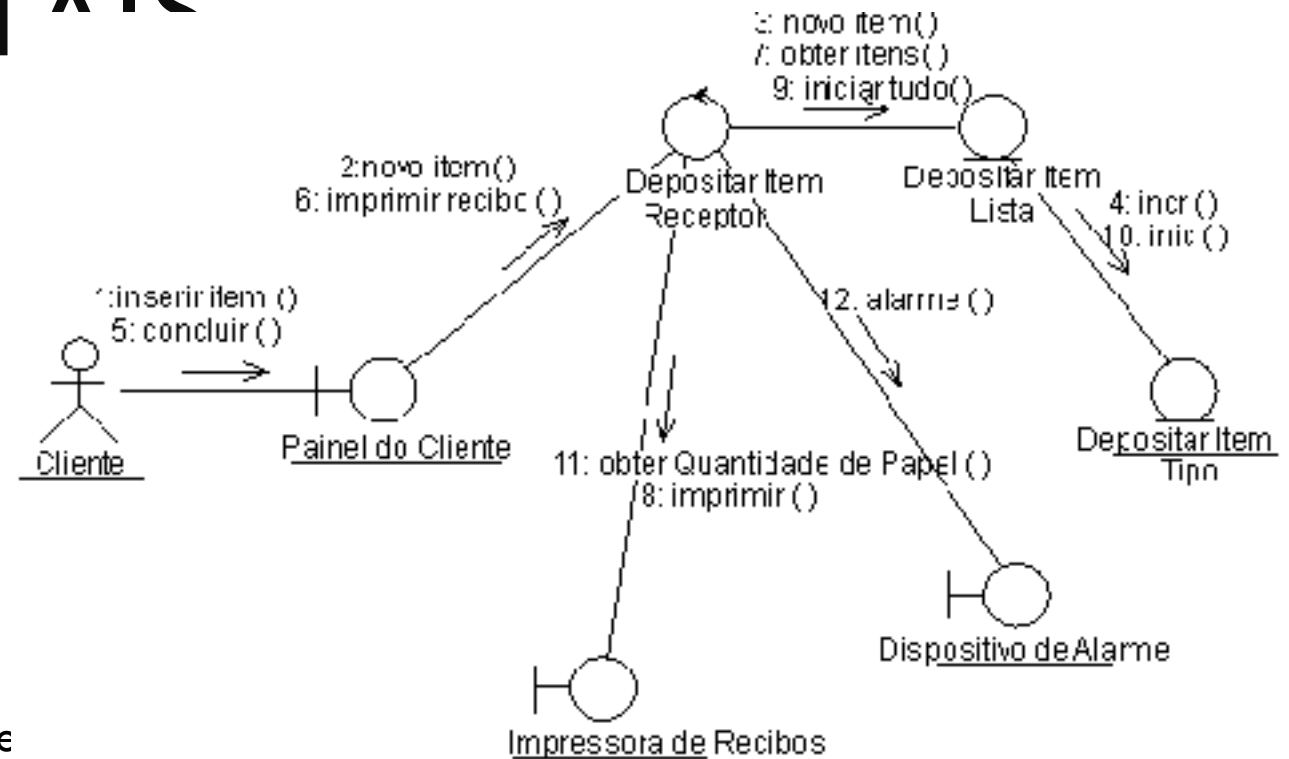 3: novo item()
7: obter itens()
9: iniciar tudo()
2:novo item()
6: imprimir recibo ()
Depositar Item
Receptor
Depositar Item
Lista
4: incr ()
10. inic ()
1:inserir item ()
5: concluir ()
12. alarme ()
Cliente
Painel do Cliente
11: obter Quantidade de Papel ()
8: imprimir ()
Depositar Item
Tipo
Dispositivo de Alarme
Impressora de Recibos